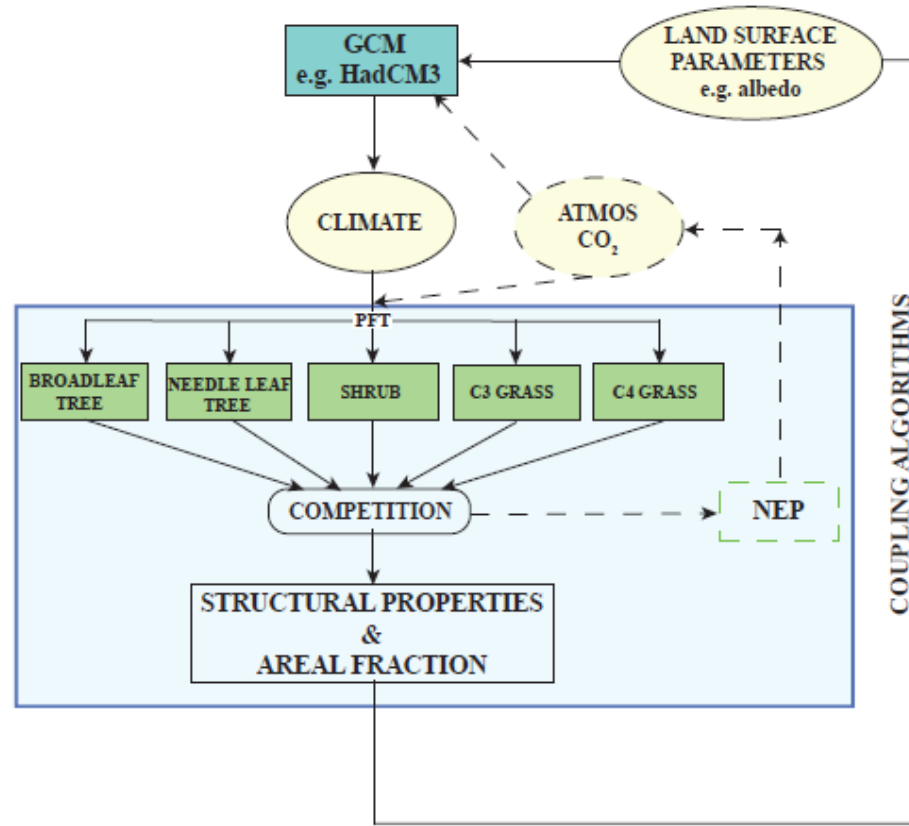 GCM
e.g. HadCM3
LAND SURFACE
PARAMETERS
e.g. albedo
CLIMATE
ATMOS
CO₂
PFT
BROADLEAF
TREE
NEEDLE LEAF
TREE
SHRUB
C3 GRASS
C4 GRASS
COMPETITION
NEP
STRUCTURAL PROPERTIES
&
AREAL FRACTION
COUPLING ALGORITHMS